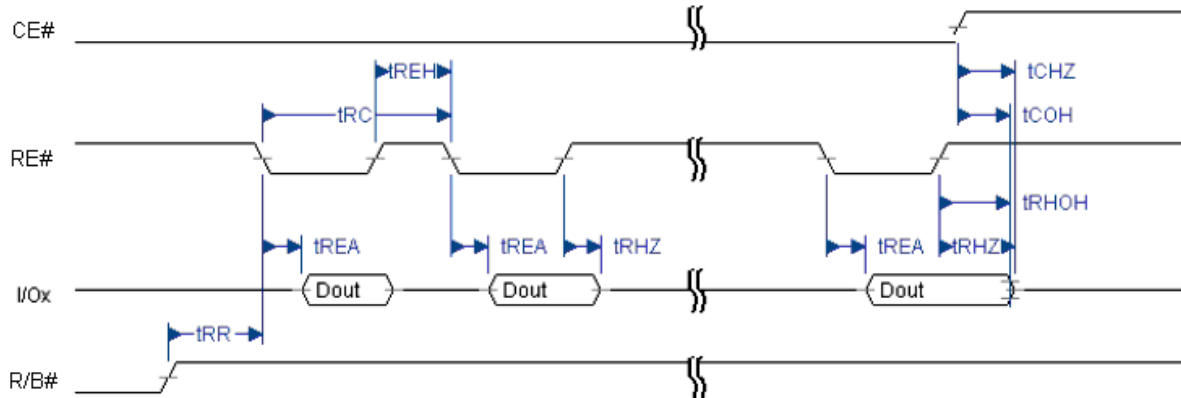 CE#
tREH
tCHZ
tRC
tCOH
RE#
tRHOH
tREA
tREA
tRHZ
tREA
tRHZ
I/Ox
Dout
Dout
Dout
tRR
R/B#